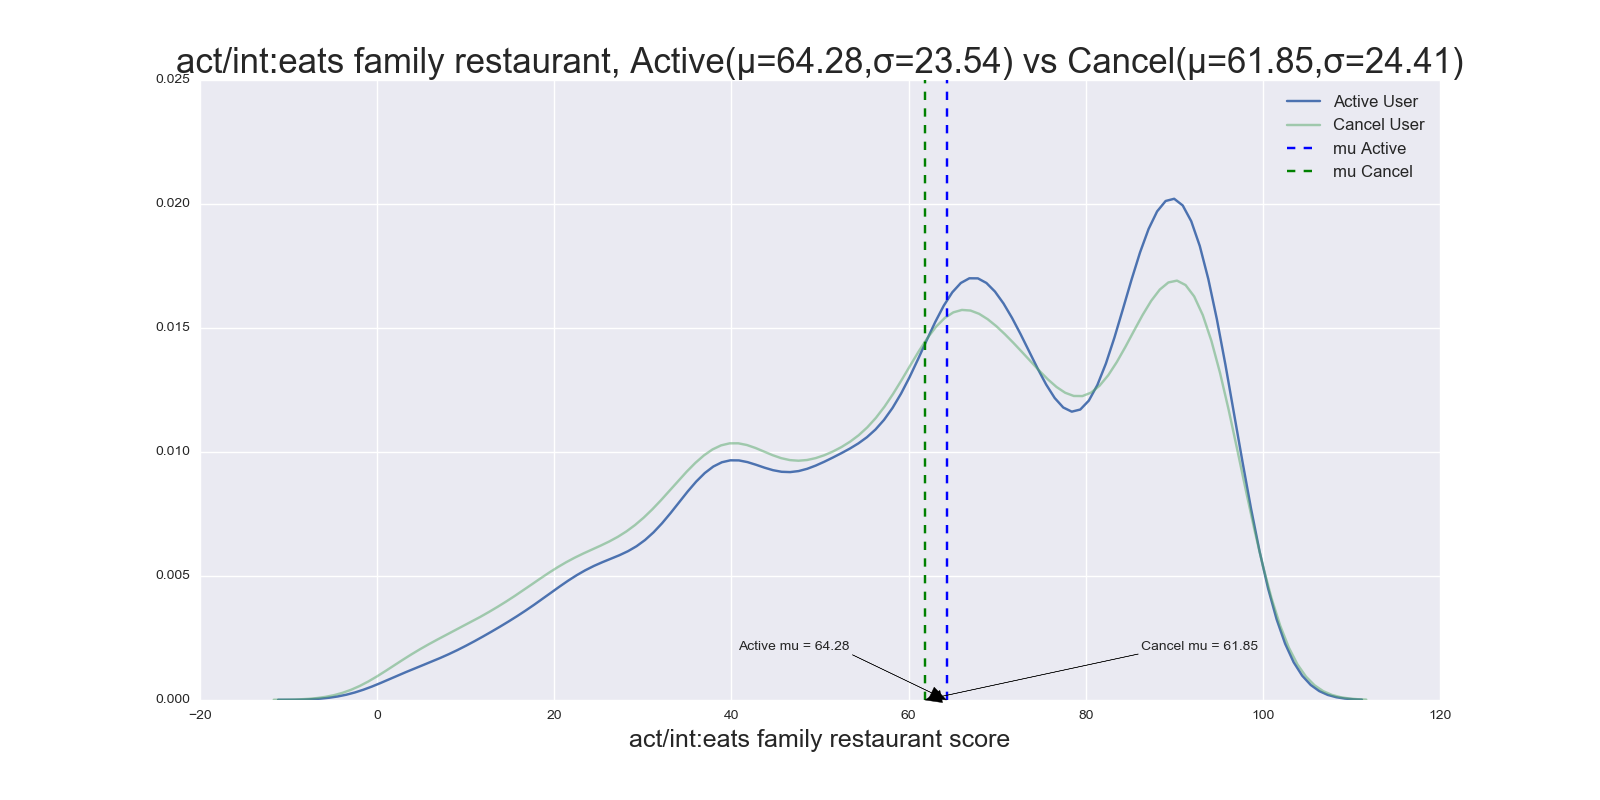 act/int:eats family restaurant, Active(μ=64.28,σ=23.54) vs Cancel(μ=61.85,σ=24.41)
0.025
Active User
Cancel User
mu Active
mu Cancel
0.020
0.015
0.010
0.005
Active mu = 64.28
Cancel mu = 61.85
0.000
−20
0
20
40
60
80
100
120
act/int:eats family restaurant score